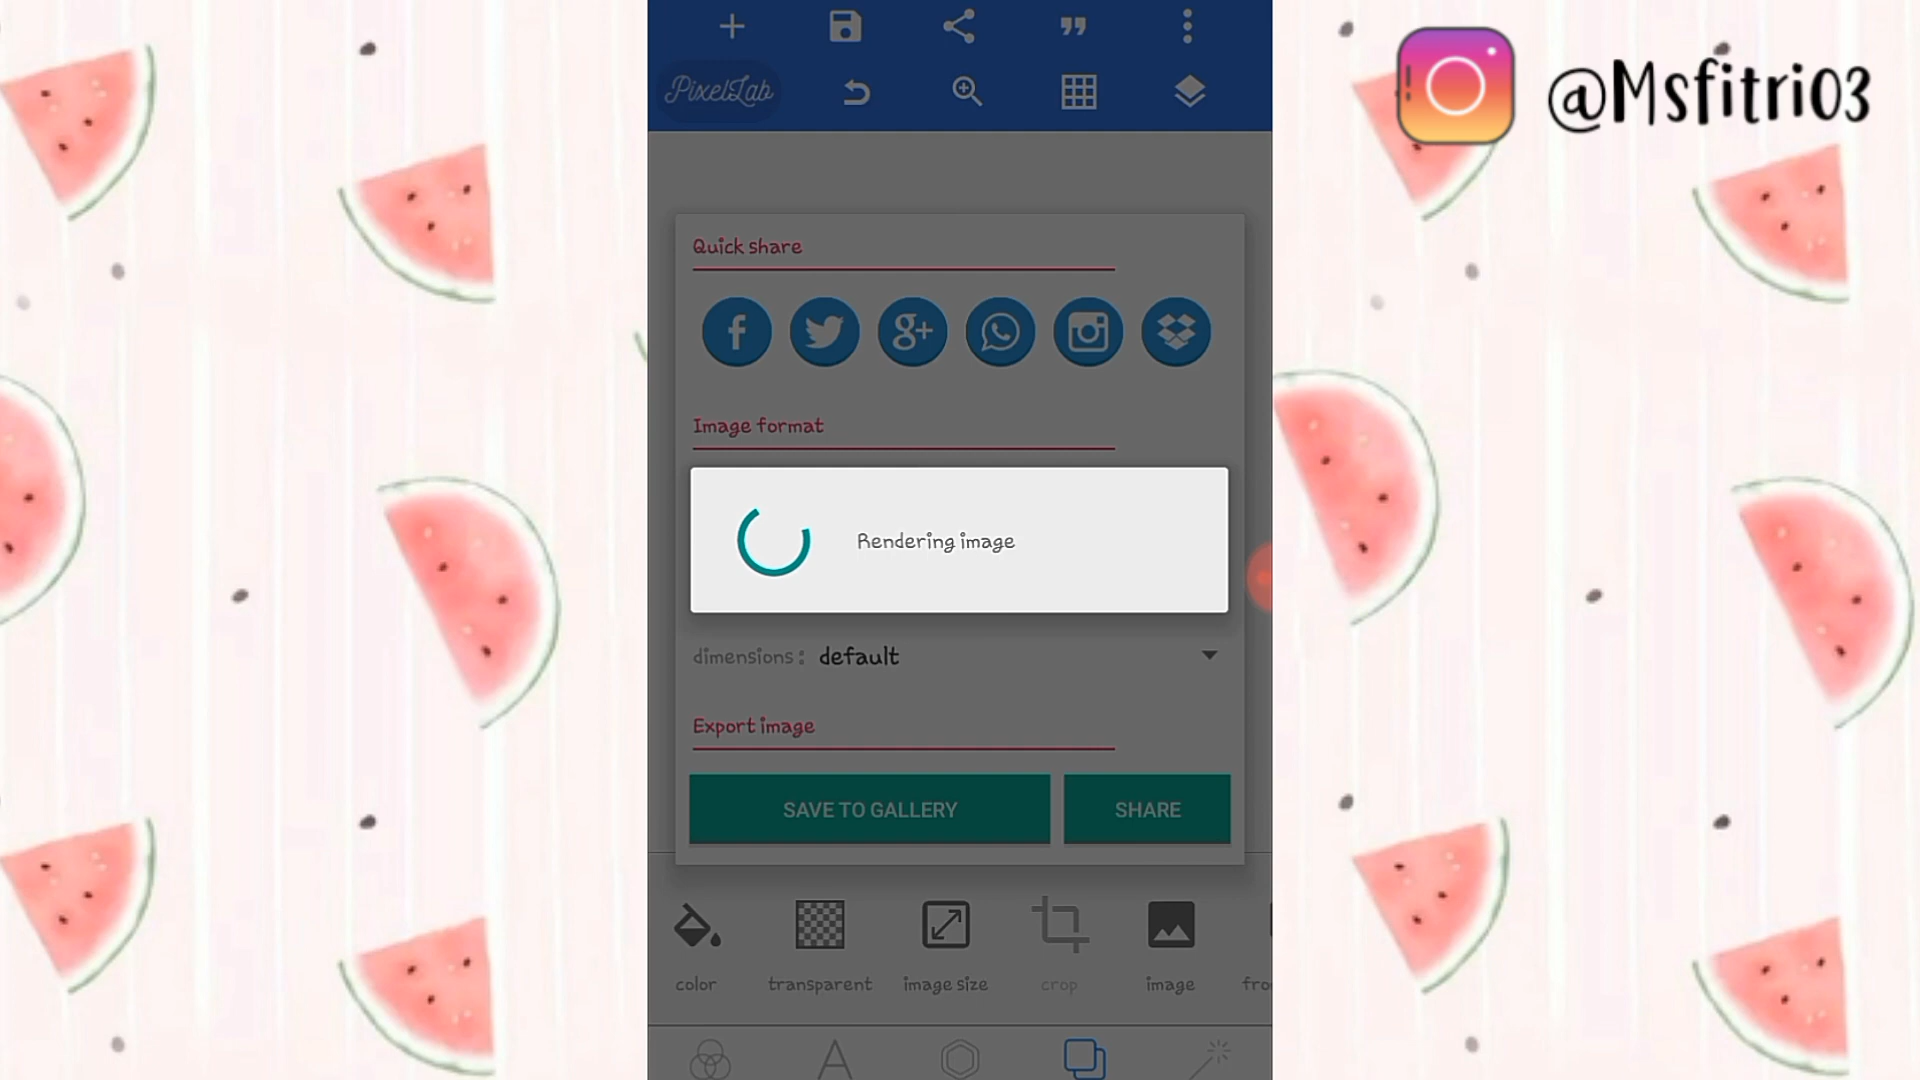 @Msfitri03
PixelLab
Quick share
Image format
Rendering image
dimensions: default
Export image
SAVE TO GALLERY
SHARE
color
transparent
image size
crop
image